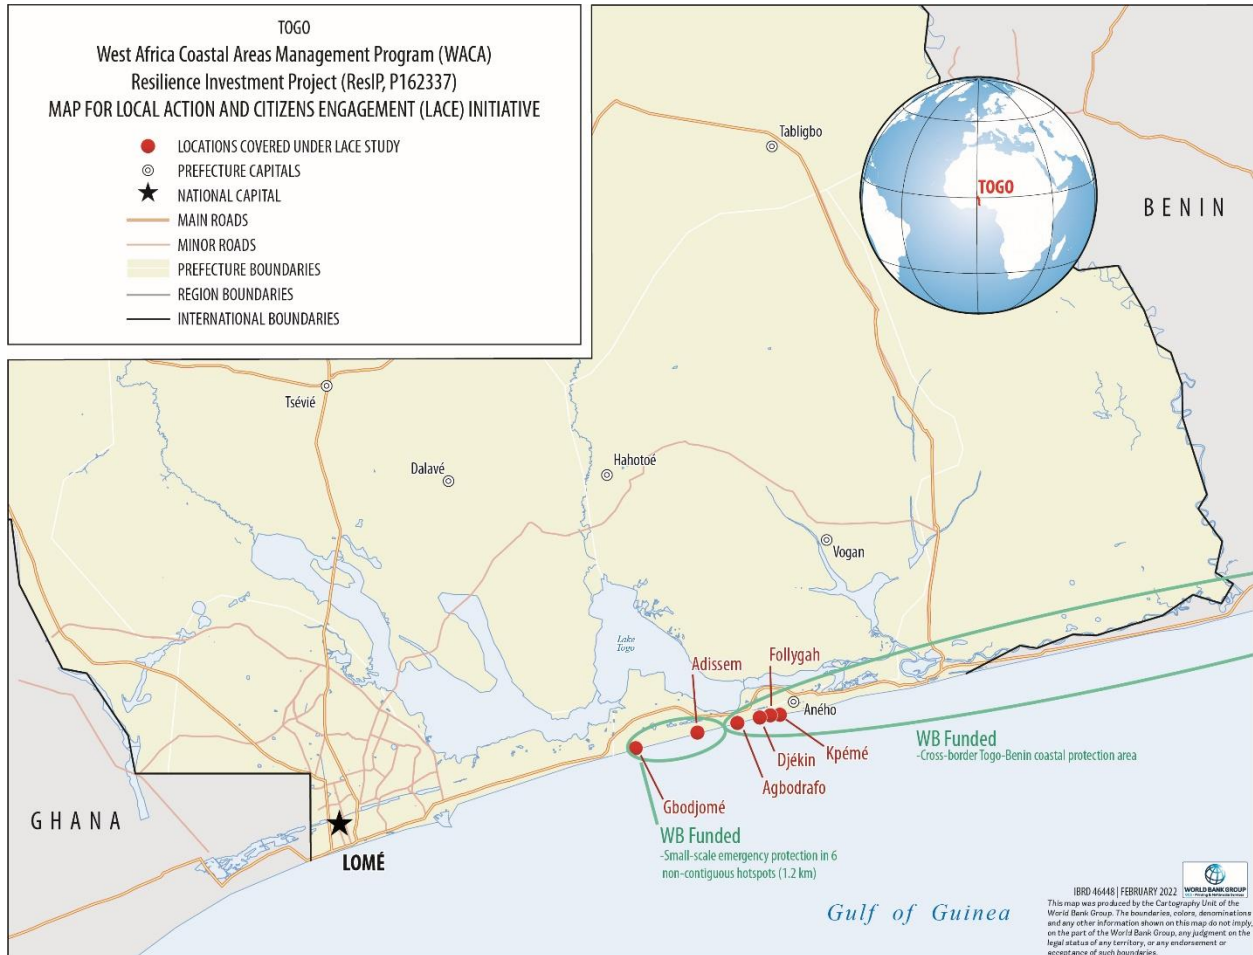 TOGO
West Africa Coastal Areas Management Program (WACA)
Resilience Investment Project (ResIP, P162337)
MAP FOR LOCAL ACTION AND CITIZENS ENGAGEMENT (LACE) INITIATIVE
LOCATIONS COVERED UNDER LACE STUDY
PREFECTURE CAPITALS
NATIONAL CAPITAL
MAIN ROADS
MINOR ROADS
PREFECTURE BOUNDARIES
REGION BOUNDARIES
INTERNATIONAL BOUNDARIES
Tabligbo
TOGO
BENIN
Tsévié
Dalavé
Hahotoé
Vogan
Lake
Togo
Adissem
Follygah
Aného
Kpémé
Djékin
Agbodrafo
Gbodjomé
WB Funded
-Cross-border Togo-Benin coastal protection area
WB Funded
-Small-scale emergency protection in 6
non-contiguous hotspots (1.2 km)
GHANA
LOMÉ
Gulf of Guinea
IBRD 46448 | FEBRUARY 2022
WORLD BANK GROUP
This map was produced by the Cartography Unit of the
World Bank Group. The boundaries, colors, denominations
and any other information shown on this map do not imply,
on the part of the World Bank Group, any judgment on the
legal status of any territory, or any endorsement or
acceptance of such boundaries.